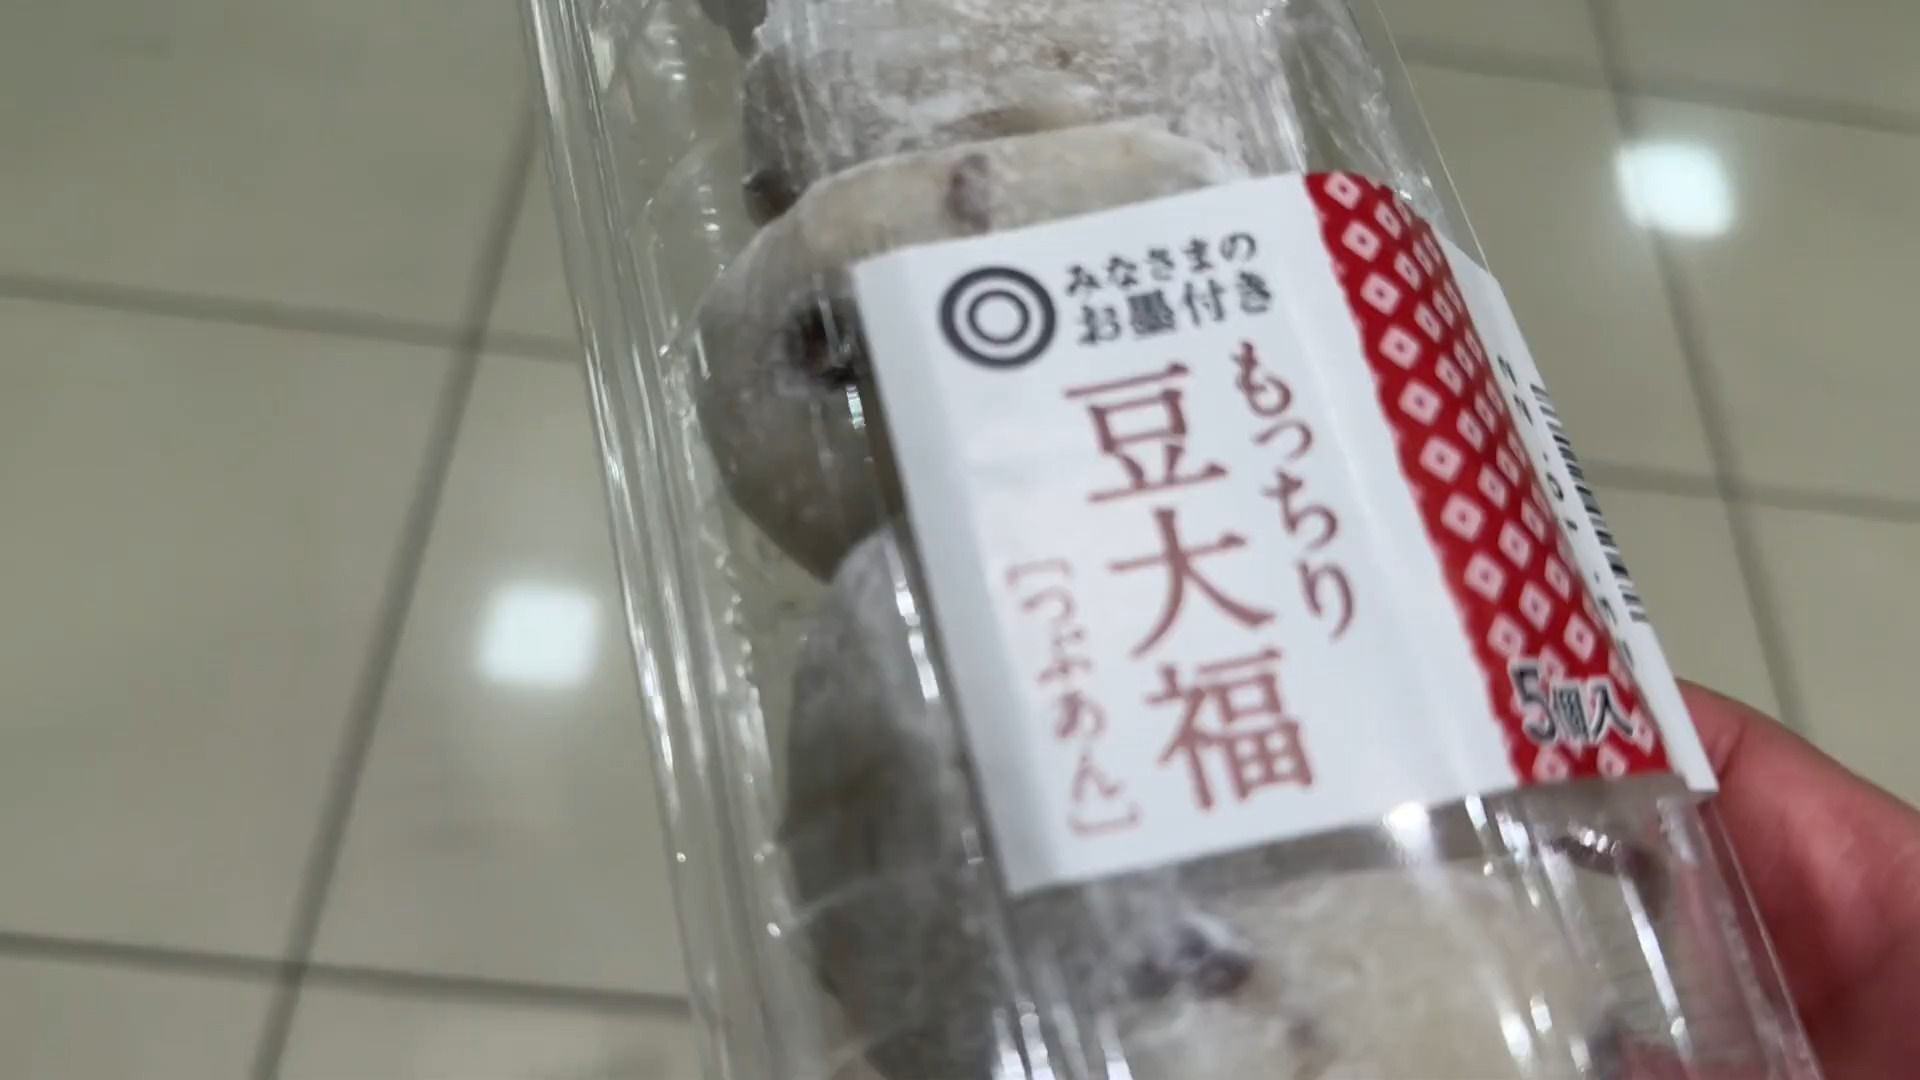 みなさまの
お墨付き
もっちり
豆大福
[つぶあん]
5個入